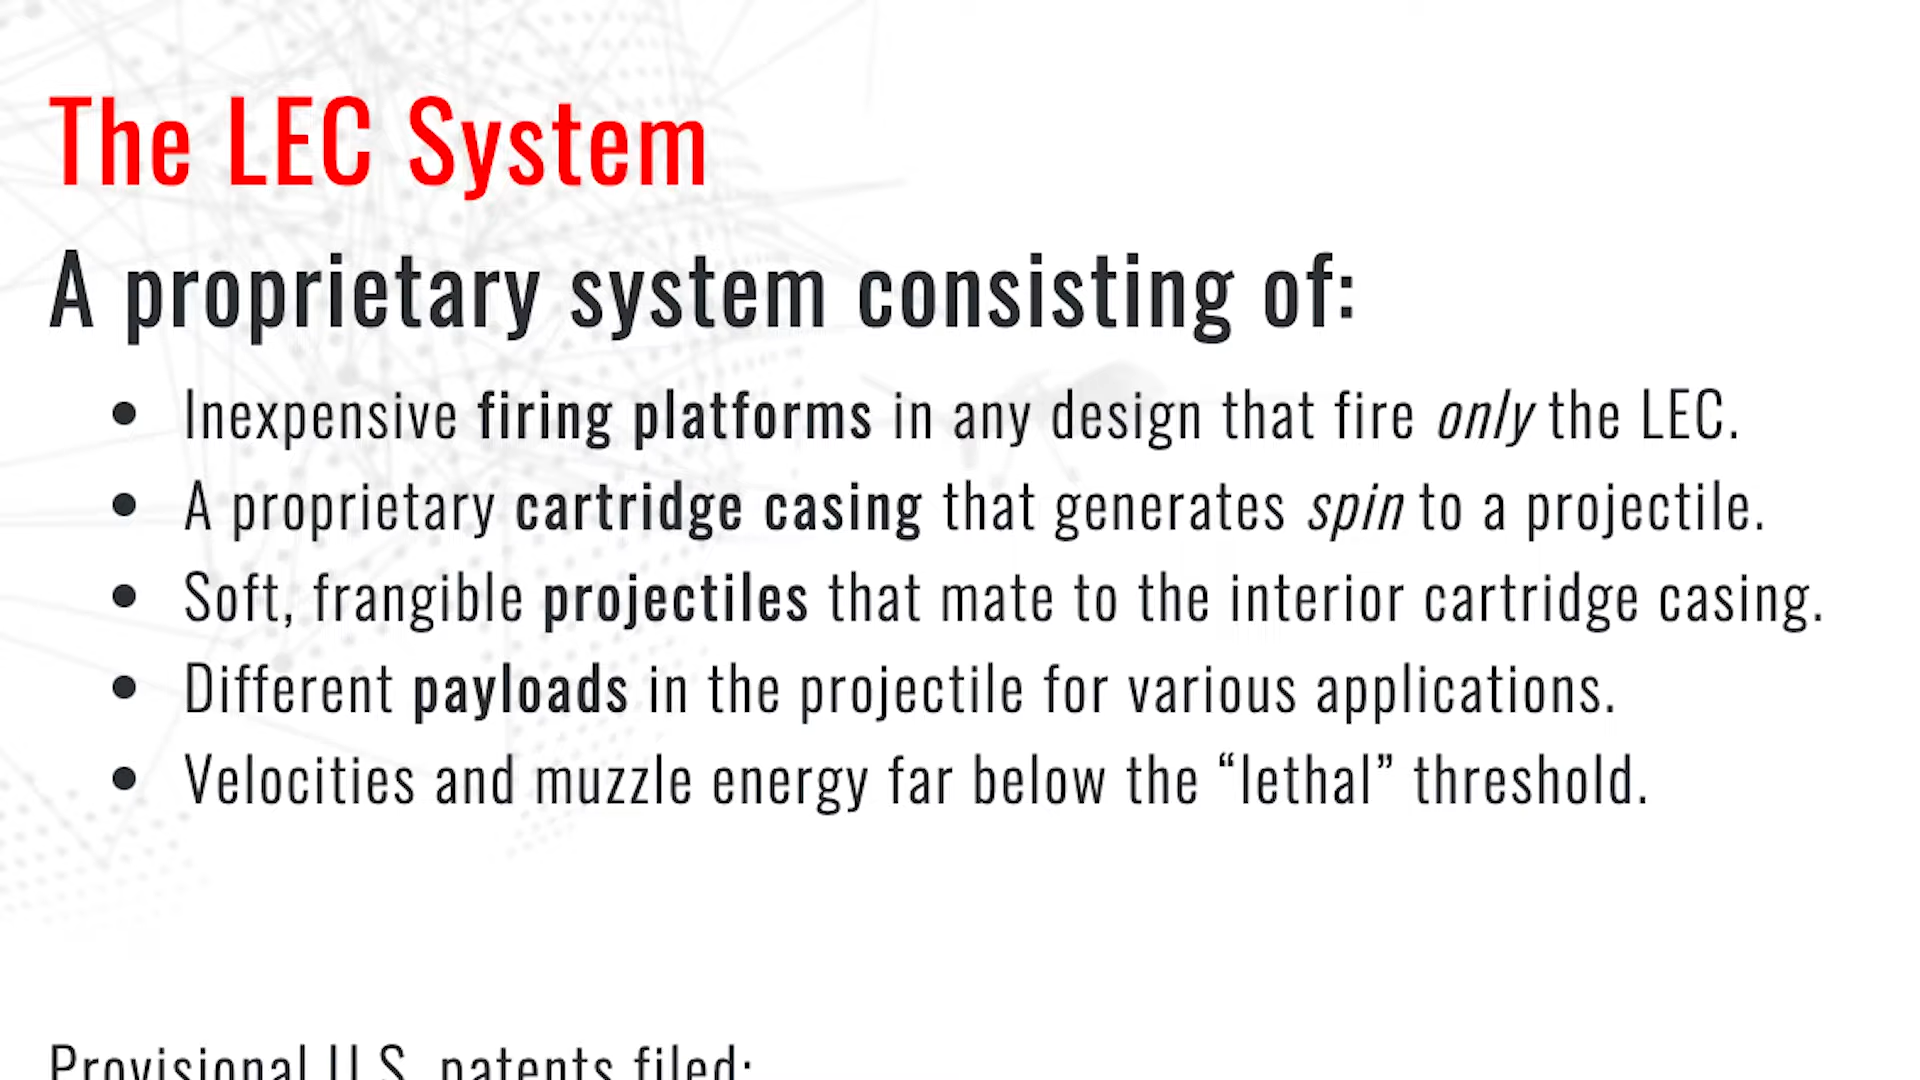 The LEC System
A proprietary system consisting of:
• Inexpensive firing platforms in any design that fire only the LEC.
• A proprietary cartridge casing that generates spin to a projectile.
• Soft, frangible projectiles that mate to the interior cartridge casing.
• Different payloads in the projectile for various applications.
• Velocities and muzzle energy far below the “lethal” threshold.
Provisional U.S. patents filed: